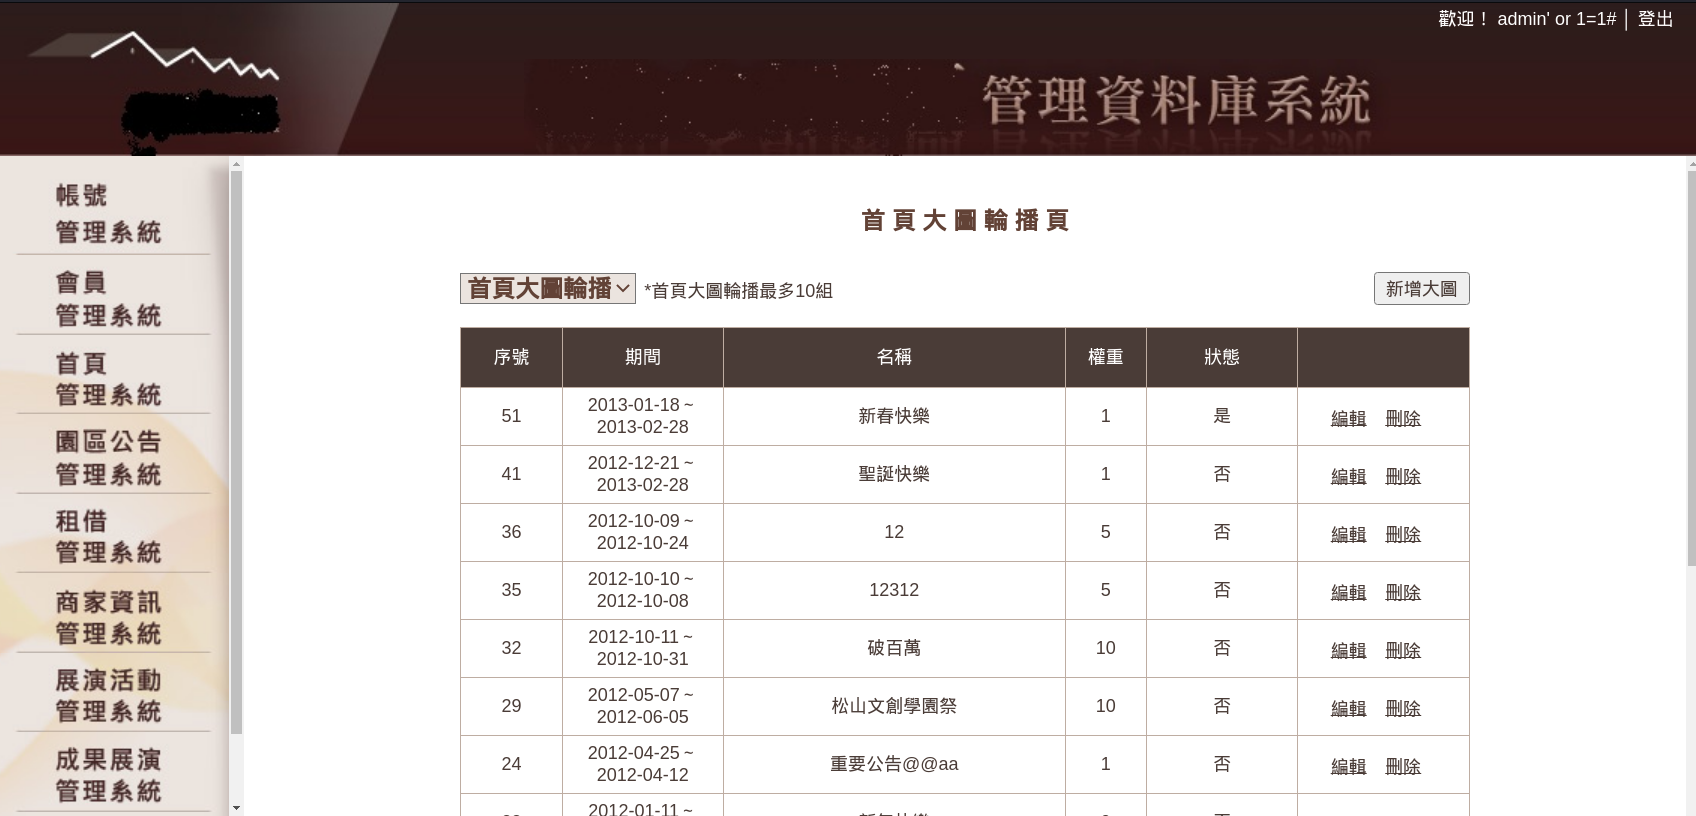 歡迎！ admin' or 1=1# │ 登出
管理資料庫系統
帳號
管理系統
會員
管理系統
首頁
管理系統
園區公告
管理系統
租借
管理系統
商家資訊
管理系統
展演活動
管理系統
成果展演
管理系統
首頁大圖輪播頁
首頁大圖輪播 *首頁大圖輪播最多10組 新增大圖
序號 期間 名稱 權重 狀態
51 2013-01-18 ~ 2013-02-28 新春快樂 1 是 編輯 刪除
41 2012-12-21 ~ 2013-02-28 聖誕快樂 1 否 編輯 刪除
36 2012-10-09 ~ 2012-10-24 12 5 否 編輯 刪除
35 2012-10-10 ~ 2012-10-08 12312 5 否 編輯 刪除
32 2012-10-11 ~ 2012-10-31 破百萬 10 否 編輯 刪除
29 2012-05-07 ~ 2012-06-05 松山文創學園祭 10 否 編輯 刪除
24 2012-04-25 ~ 2012-04-12 重要公告@@aa 1 否 編輯 刪除
2012-01-11 ~